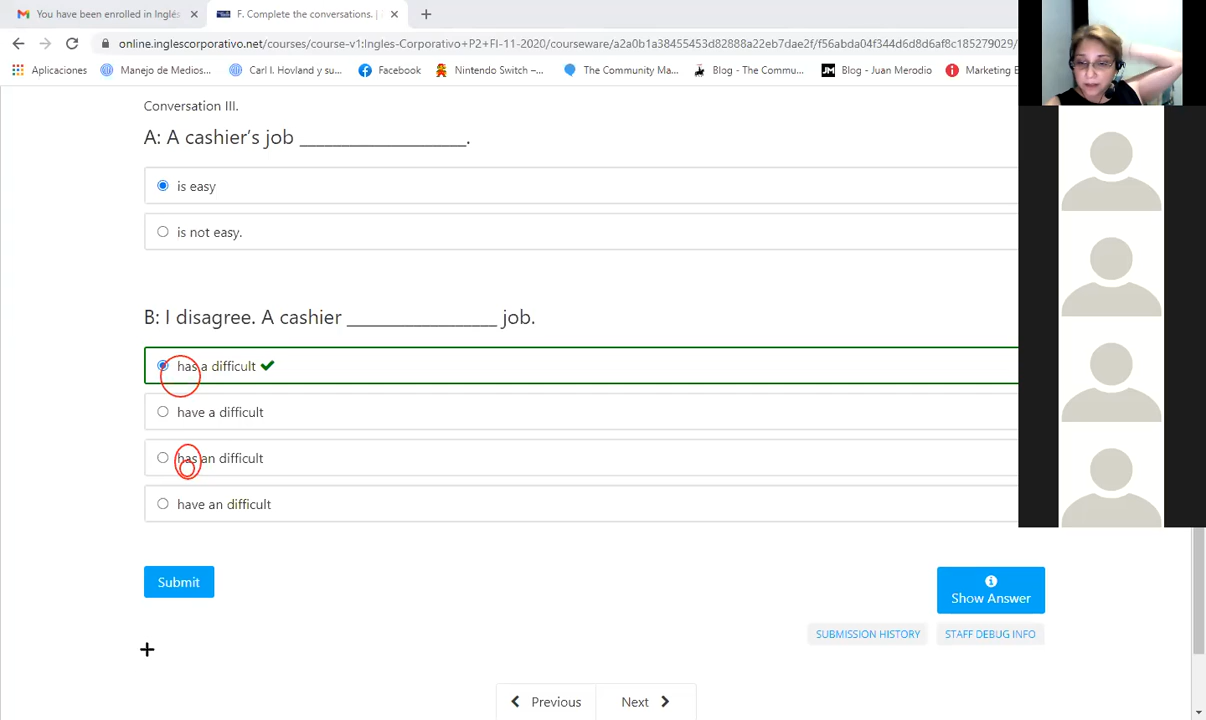 You have been enrolled in Inglés
F. Complete the conversations. |
online.inglescorporativo.net/courses/course-v1:Ingles-Corporativo+P2+FI-11-2020/courseware/a2a0b1a38455453d82888a22eb7dae2f/f56abda04f344d6d8d6af8c185279029/
Aplicaciones
Manejo de Medios...
Carl I. Hovland y su...
Facebook
Nintendo Switch –...
The Community Ma...
Blog - The Commu...
JM
Blog - Juan Merodio
Marketing E
Conversation III.
A: A cashier's job ___________________.
is easy
is not easy.
B: I disagree. A cashier _________________ job.
has a difficult
have a difficult
has an difficult
have an difficult
Submit
Show Answer
SUBMISSION HISTORY
STAFF DEBUG INFO
Previous
Next